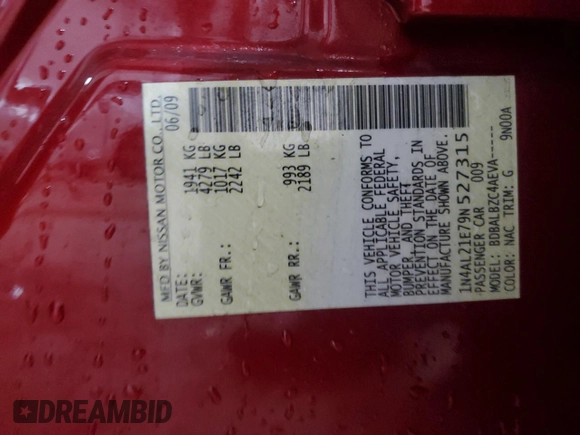 MFD. BY NISSAN MOTOR CO., LTD.
DATE: 06/09
GVWR: 1941 KG
4279 LB
GAWR FR.: 1017 KG
2242 LB
GAWR RR.: 993 KG
2189 LB
THIS VEHICLE CONFORMS TO
ALL APPLICABLE FEDERAL
MOTOR VEHICLE SAFETY,
BUMPER AND THEFT
PREVENTION STANDARDS IN
EFFECT ON THE DATE OF
MANUFACTURE SHOWN ABOVE.
1N4AL21E79N527315
PASSENGER CAR D09
MODEL: BDBALBZC4AEVA-----
COLOR: NAC TRIM: G 9N00A
DREAMBID